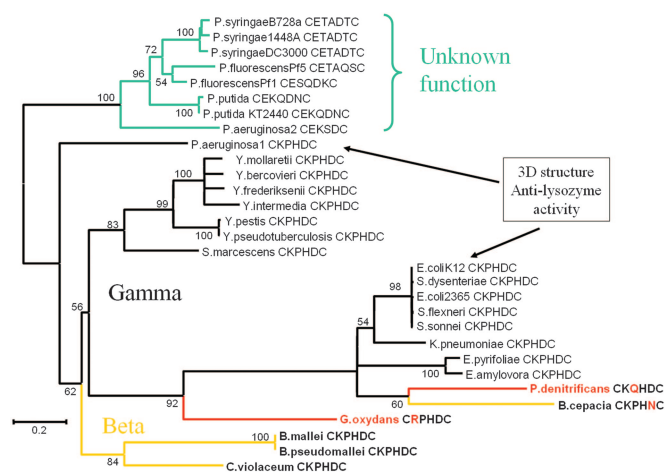 P.syringaeB728a CETADTC
100
P.syringae1448A CETADTC
72
P.syringaeDC3000 CETADTC
P.fluorescensPf5 CETAQSC
96
54
P.fluorescensPf1 CESQDKC
Unknown
function
P.putida CEKQDNC
100
100
P.putida KT2440 CEKQDNC
P.aeruginosa2 CEKSDC
P.aeruginosa1 CKPHDC
Y.mollaretii CKPHDC
Y.bercovieri CKPHDC
100
Y.frederiksenii CKPHDC
3D structure
Anti-lysozyme
activity
Y.intermedia CKPHDC
99
Y.pestis CKPHDC
83
100
Y.pseudotuberculosis CKPHDC
S.marcescens CKPHDC
E.coliK12 CKPHDC
S.dysenteriae CKPHDC
98
E.coli2365 CKPHDC
Gamma
56
S.flexneri CKPHDC
S.sonnei CKPHDC
54
K.pneumoniae CKPHDC
E.pyrifoliae CKPHDC
100
E.amylovora CKPHDC
62
P.denitrificans CKQHDC
92
60
B.cepacia CKPHNC
0.2
Beta
G.oxydans CRPHDC
100
B.mallei CKPHDC
B.pseudomallei CKPHDC
84
C.violaceum CKPHDC